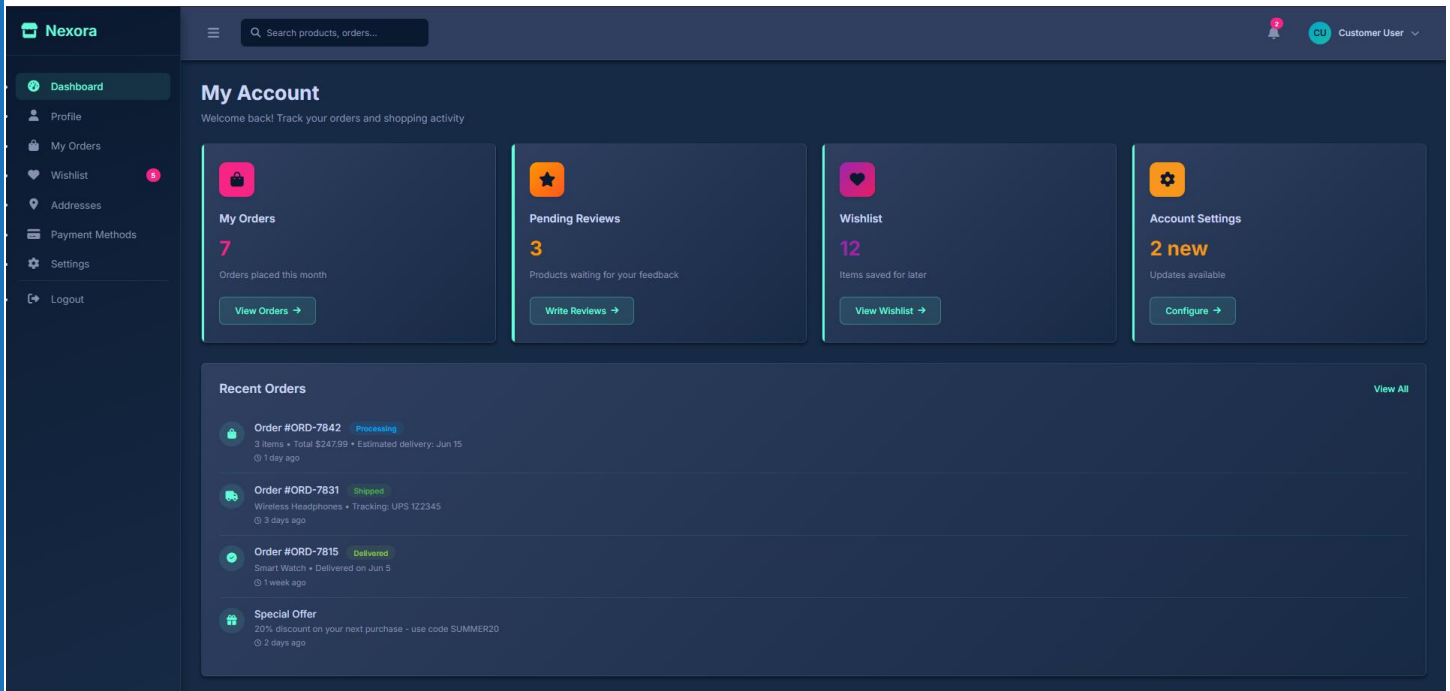 Nexora
Search products, orders...
2
CU
Customer User
Dashboard
Profile
My Orders
Wishlist
5
Addresses
Payment Methods
Settings
Logout
My Account
Welcome back! Track your orders and shopping activity
My Orders
7
Orders placed this month
View Orders →
Pending Reviews
3
Products waiting for your feedback
Write Reviews →
Wishlist
12
Items saved for later
View Wishlist →
Account Settings
2 new
Updates available
Configure →
Recent Orders
View All
Order #ORD-7842 Processing
3 items • Total $247.99 • Estimated delivery: Jun 15
1 day ago
Order #ORD-7831 Shipped
Wireless Headphones • Tracking: UPS 1Z2345
3 days ago
Order #ORD-7815 Delivered
Smart Watch • Delivered on Jun 5
1 week ago
Special Offer
20% discount on your next purchase - use code SUMMER20
2 days ago